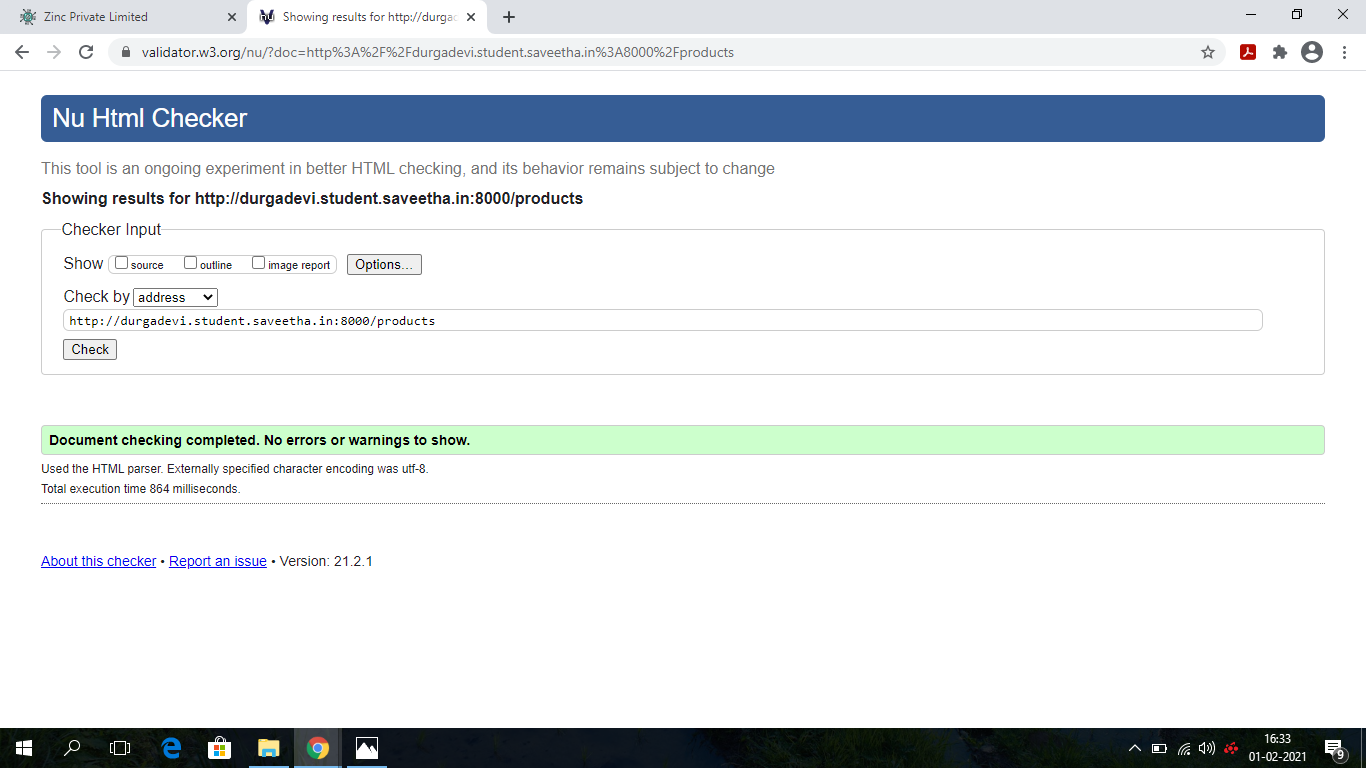 Zinc Private Limited
Showing results for http://durgad
validator.w3.org/nu/?doc=http%3A%2F%2Fdurgadevi.student.saveetha.in%3A8000%2Fproducts
Nu Html Checker
This tool is an ongoing experiment in better HTML checking, and its behavior remains subject to change
Showing results for http://durgadevi.student.saveetha.in:8000/products
Checker Input
Show source outline image report Options...
Check by address
http://durgadevi.student.saveetha.in:8000/products
Check
Document checking completed. No errors or warnings to show.
Used the HTML parser. Externally specified character encoding was utf-8.
Total execution time 864 milliseconds.
About this checker • Report an issue • Version: 21.2.1
16:33
01-02-2021
9